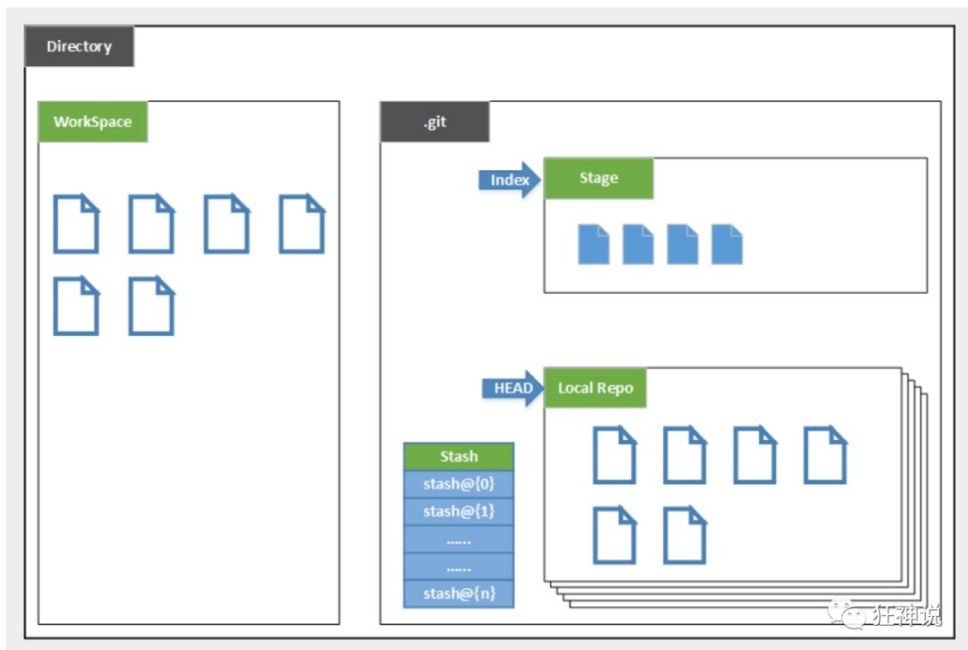 Directory
WorkSpace
.git
Index
Stage
HEAD
Local Repo
Stash
stash@{0}
stash@{1}
......
......
stash@{n}
狂神说